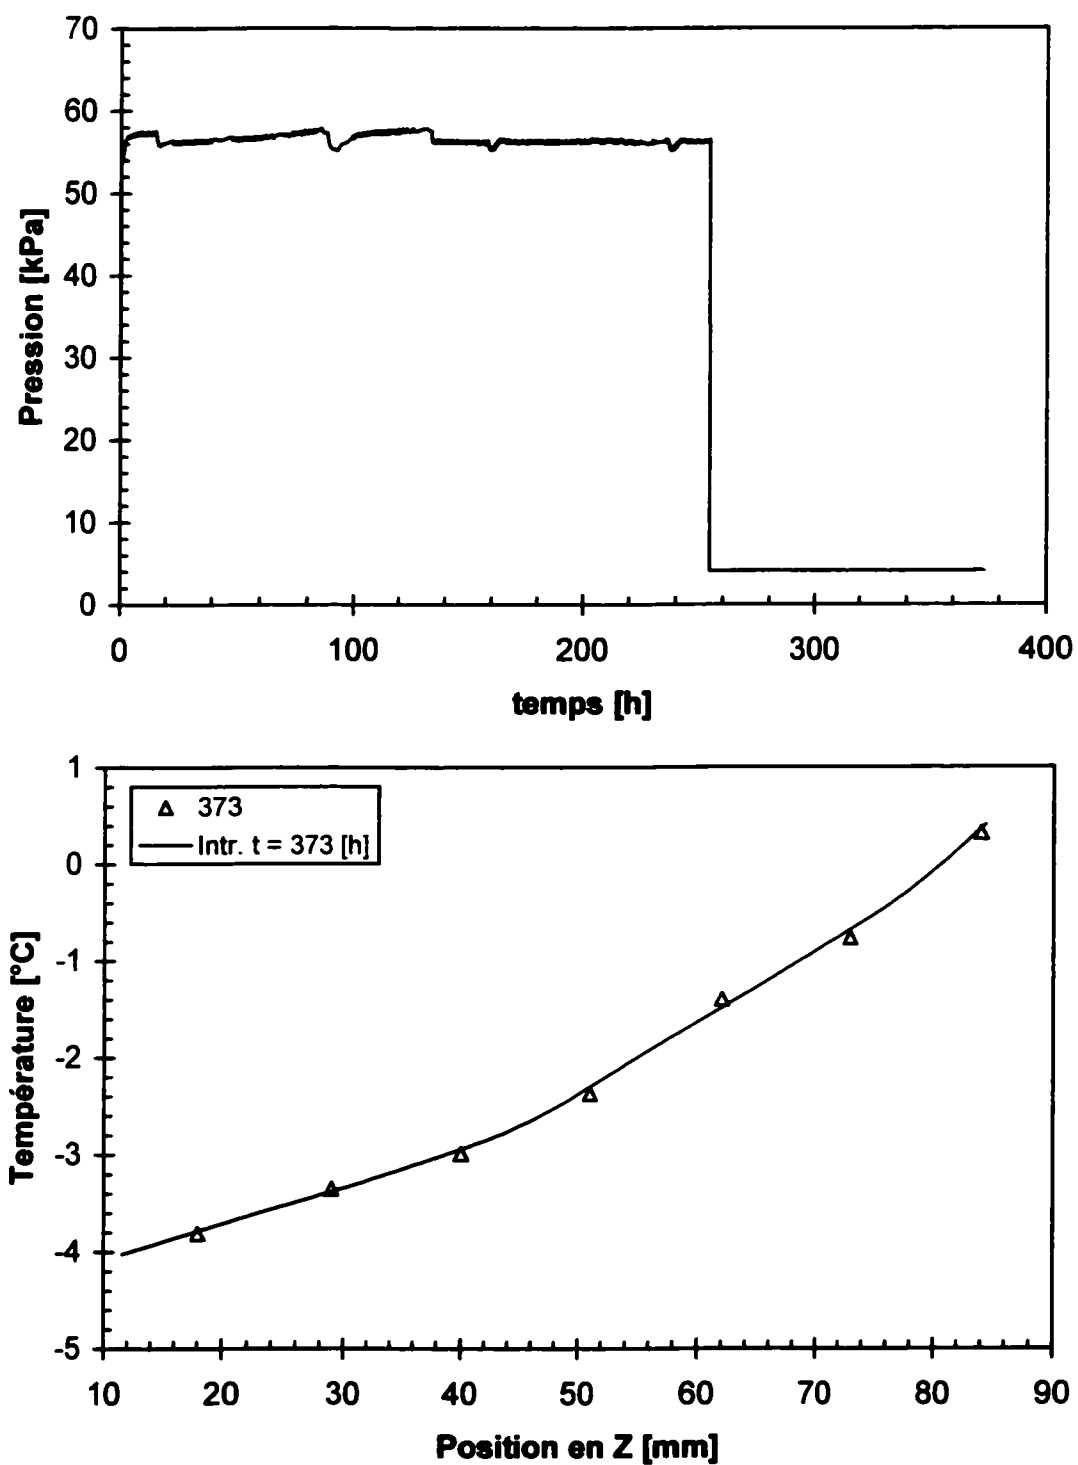 70
60
50
40
30
20
10
0
Pression [kPa]
0 100 200 300 400
temps [h]
1
0
-1
-2
-3
-4
-5
Température [°C]
373
Intr. t = 373 [h]
10 20 30 40 50 60 70 80 90
Position en Z [mm]